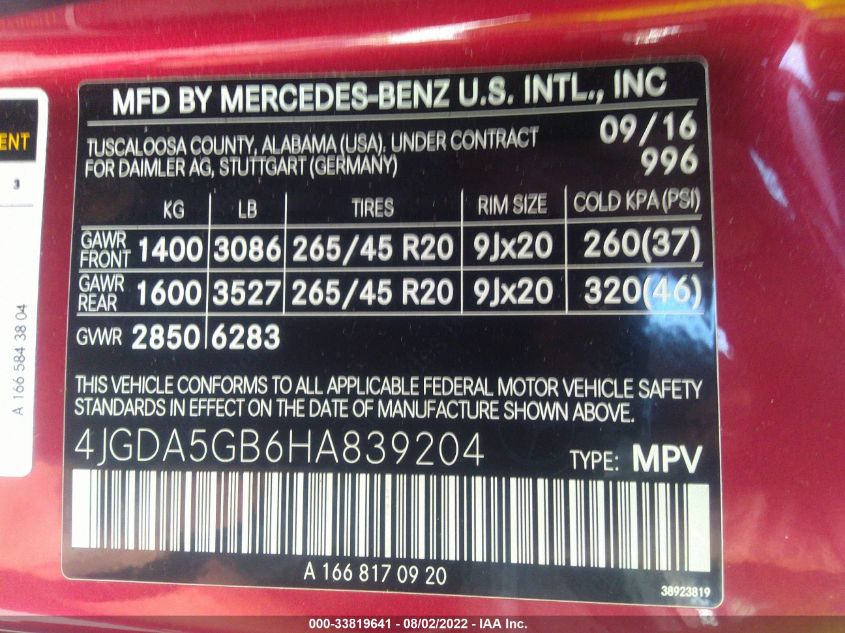 MFD BY MERCEDES-BENZ U.S. INTL., INC
TUSCALOOSA COUNTY, ALABAMA (USA). UNDER CONTRACT
FOR DAIMLER AG, STUTTGART (GERMANY)
09/16
996
KG LB TIRES RIM SIZE COLD KPA (PSI)
GAWR FRONT 1400 3086 265/45 R20 9Jx20 260(37)
GAWR REAR 1600 3527 265/45 R20 9Jx20 320(46)
GVWR 2850 6283
THIS VEHICLE CONFORMS TO ALL APPLICABLE FEDERAL MOTOR VEHICLE SAFETY
STANDARDS IN EFFECT ON THE DATE OF MANUFACTURE SHOWN ABOVE.
4JGDA5GB6HA839204 TYPE: MPV
A 166 817 09 20
38923819
ENT
3
A 166 584 38 04
000-33819641 - 08/02/2022 - IAA Inc.